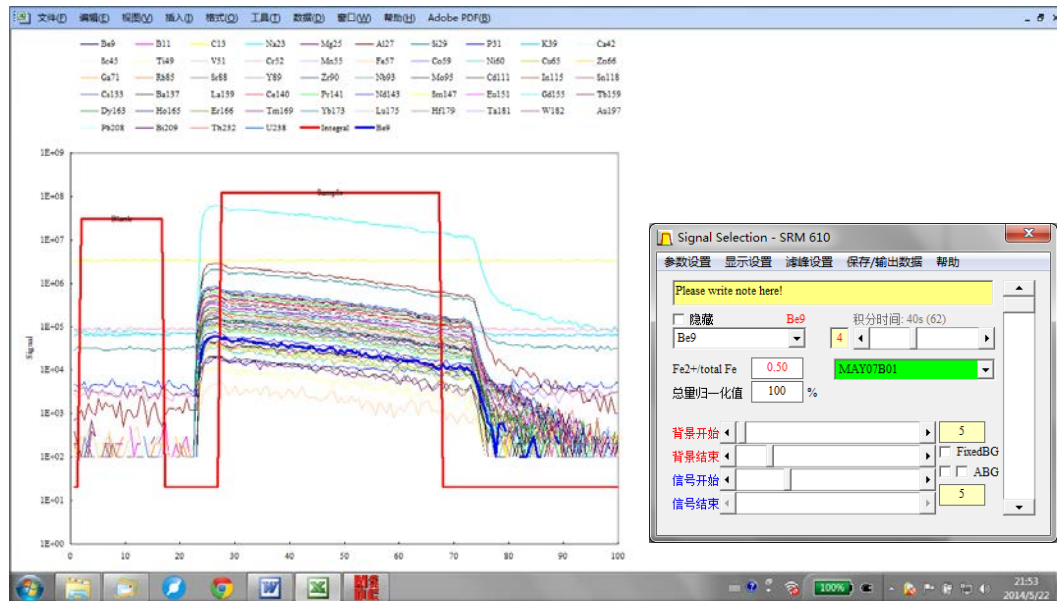 文件(F) 编辑(E) 视图(V) 插入(I) 格式(O) 工具(T) 数据(D) 窗口(W) 帮助(H) Adobe PDF(B)
Be9 B11 C13 Na23 Mg25 Al27 Si29 P31 K39 Ca42
Sc45 Ti49 V51 Cr52 Mn55 Fe57 Co59 Ni60 Cu65 Zn66
Ga71 Rb85 Sr88 Y89 Zr90 Nb93 Mo95 Cd111 In115 Sn118
Cs133 Ba137 La139 Ce140 Pr141 Nd143 Sm147 Eu151 Gd155 Tb159
Dy163 Ho165 Er166 Tm169 Yb173 Lu175 Hf179 Ta181 W182 Au197
Pb208 Bi209 Th232 U238 Integral Be9
1E+09
1E+08
1E+07
1E+06
1E+05
1E+04
1E+03
1E+02
1E+01
1E+00
Signal
Blank
Sample
0 10 20 30 40 50 60 70 80 90 100
Signal Selection - SRM 610
参数设置 显示设置 滤峰设置 保存/输出数据 帮助
Please write note here!
隐藏 Be9 积分时间: 40s (62)
Be9 4
Fe2+/total Fe 0.50 MAY07B01
总量归一化值 100 %
背景开始 5
背景结束 FixedBG
信号开始 ABG
信号结束 5
100%
21:53
2014/5/22